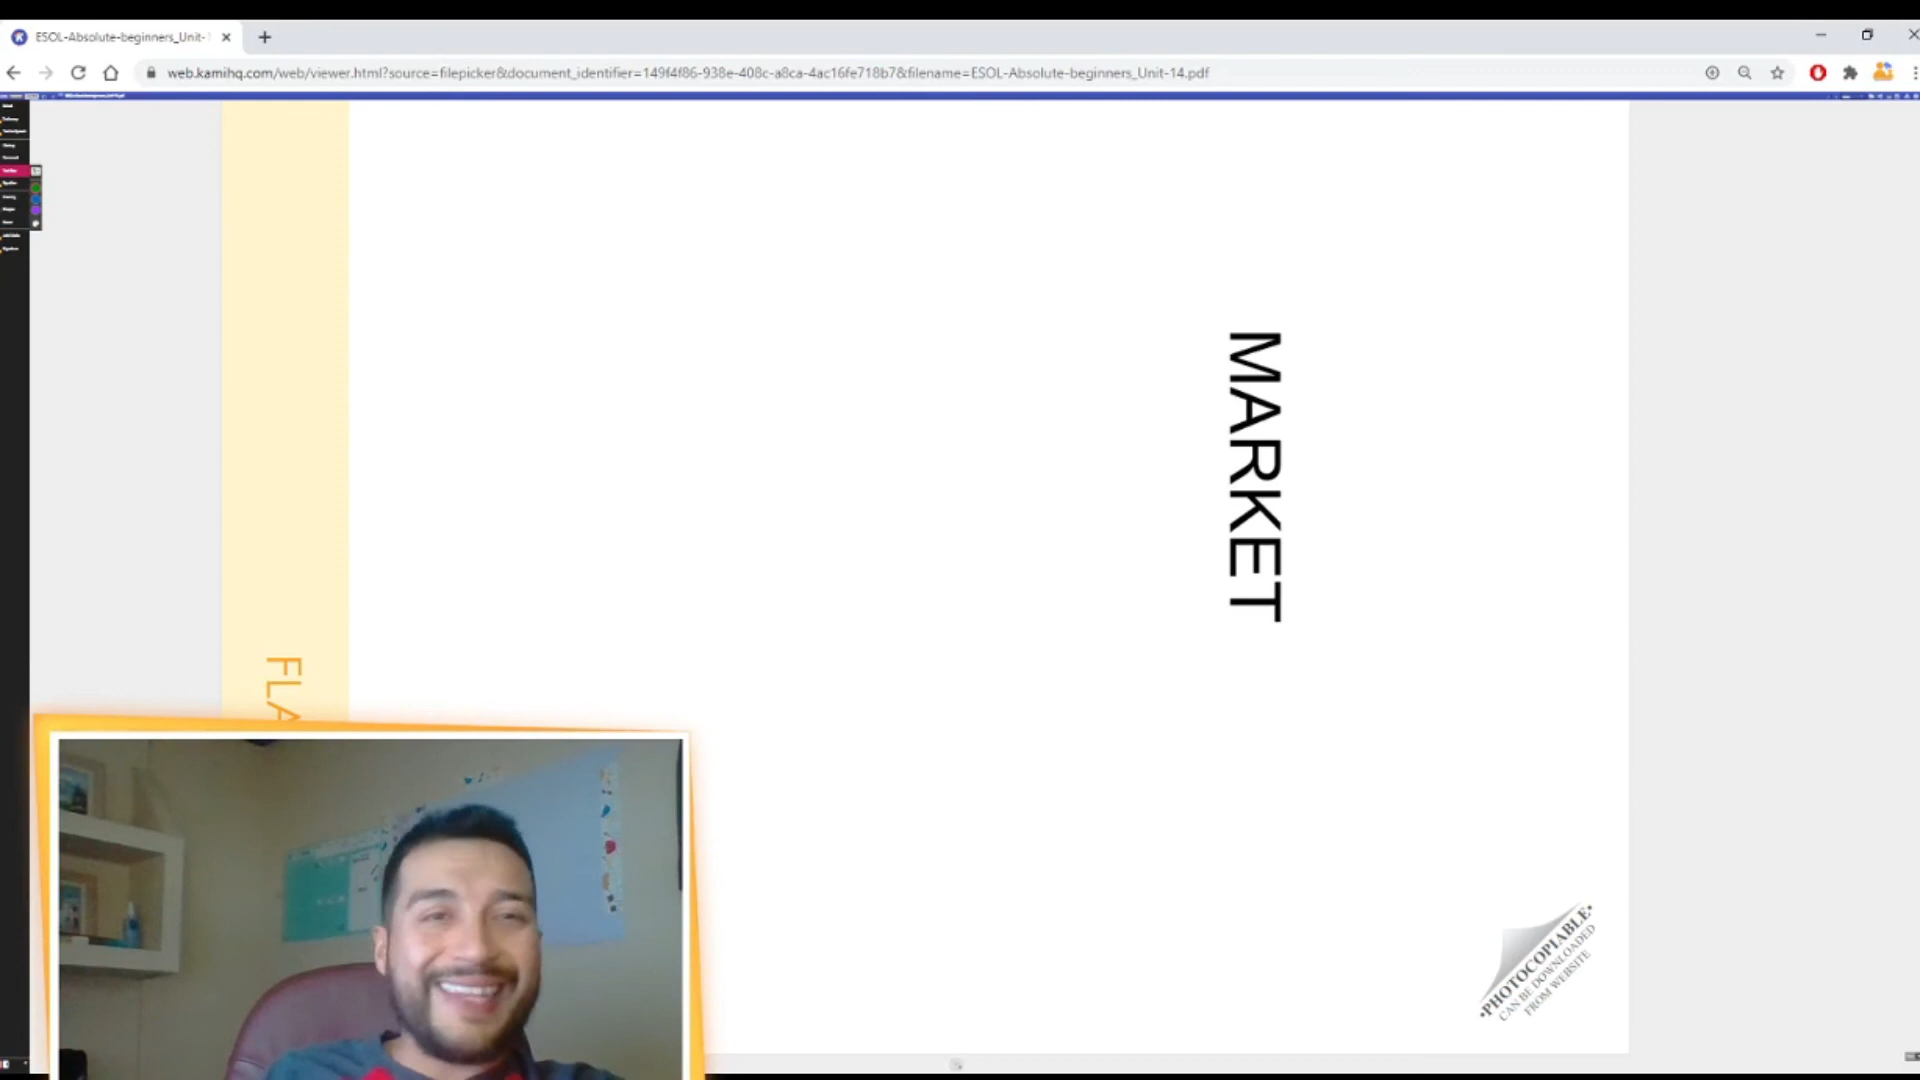 ESOL-Absolute-beginners_Unit-
web.kamihq.com/web/viewer.html?source=filepicker&document_identifier=149f4f86-938e-408c-a8ca-4ac16fe718b7&filename=ESOL-Absolute-beginners_Unit-14.pdf
MARKET
FLA
•PHOTOCOPIABLE•
CAN BE DOWNLOADED
FROM WEBSITE